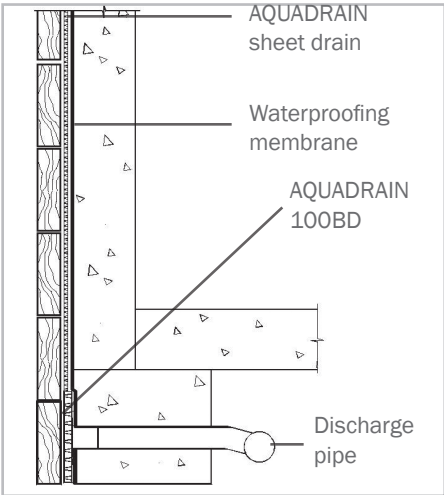 AQUADRAIN
sheet drain
Waterproofing
membrane
AQUADRAIN
100BD
Discharge
pipe